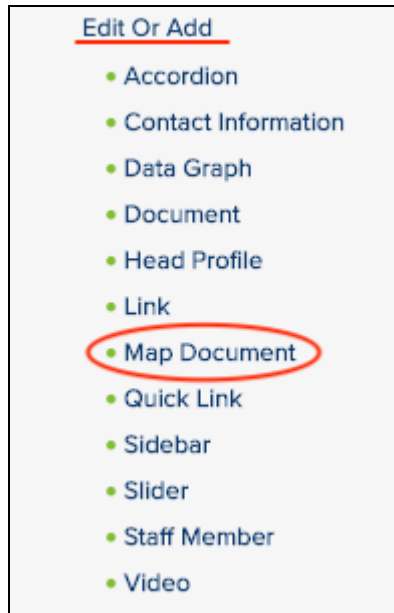 Edit Or Add
Accordion
Contact Information
Data Graph
Document
Head Profile
Link
Map Document
Quick Link
Sidebar
Slider
Staff Member
Video